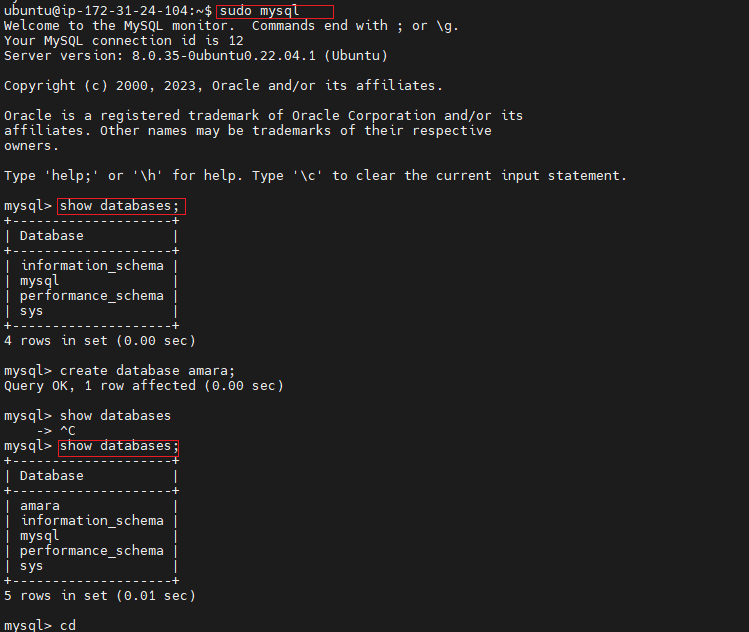 ubuntu@ip-172-31-24-104:~$ sudo mysql
Welcome to the MySQL monitor.  Commands end with ; or \g.
Your MySQL connection id is 12
Server version: 8.0.35-0ubuntu0.22.04.1 (Ubuntu)
Copyright (c) 2000, 2023, Oracle and/or its affiliates.
Oracle is a registered trademark of Oracle Corporation and/or its
affiliates. Other names may be trademarks of their respective
owners.
Type 'help;' or '\h' for help. Type '\c' to clear the current input statement.
mysql> show databases;
+--------------------+
| Database           |
+--------------------+
| information_schema |
| mysql              |
| performance_schema |
| sys                |
+--------------------+
4 rows in set (0.00 sec)
mysql> create database amara;
Query OK, 1 row affected (0.00 sec)
mysql> show databases
    -> ^C
mysql> show databases;
+--------------------+
| Database           |
+--------------------+
| amara              |
| information_schema |
| mysql              |
| performance_schema |
| sys                |
+--------------------+
5 rows in set (0.01 sec)
mysql> cd